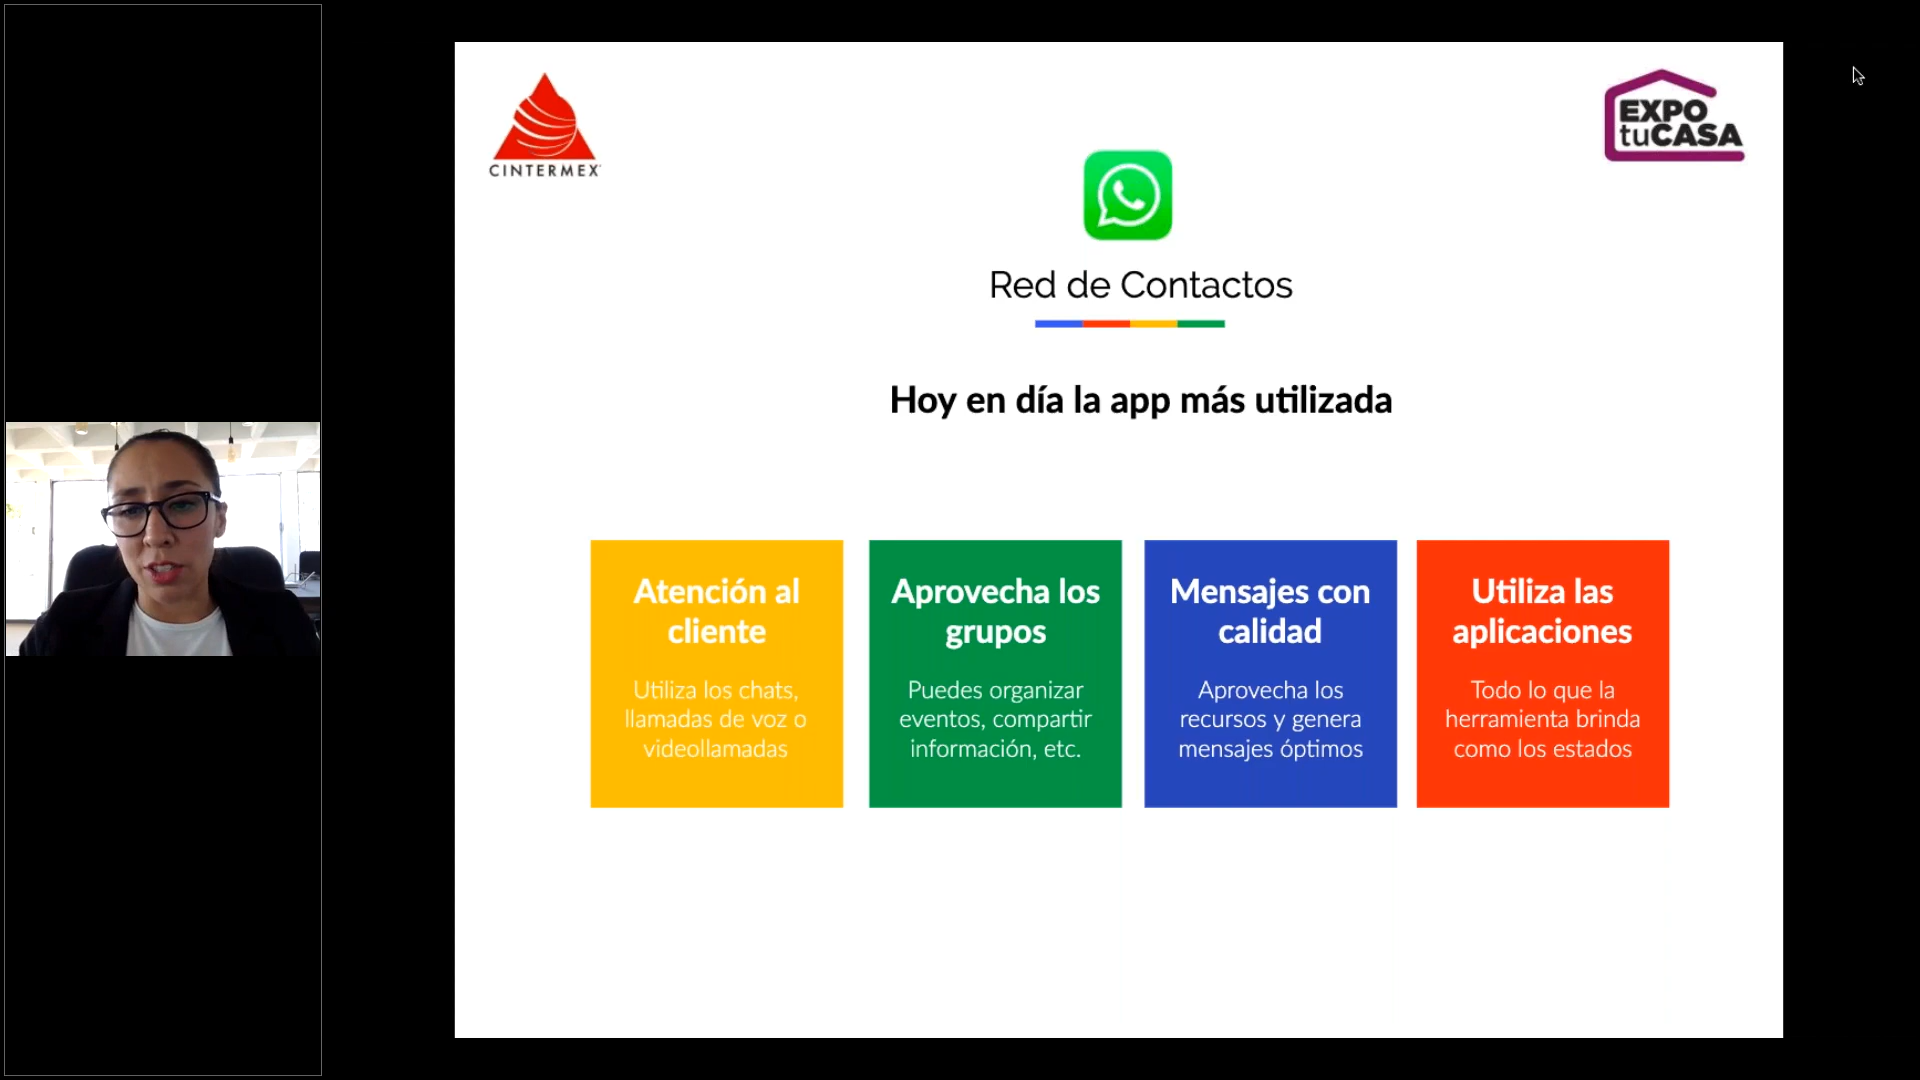 CINTERMEX
EXPO
tuCASA
Red de Contactos
Hoy en día la app más utilizada
Atención al
cliente
Utiliza los chats,
llamadas de voz o
videollamadas
Aprovecha los
grupos
Puedes organizar
eventos, compartir
información, etc.
Mensajes con
calidad
Aprovecha los
recursos y genera
mensajes óptimos
Utiliza las
aplicaciones
Todo lo que la
herramienta brinda
como los estados